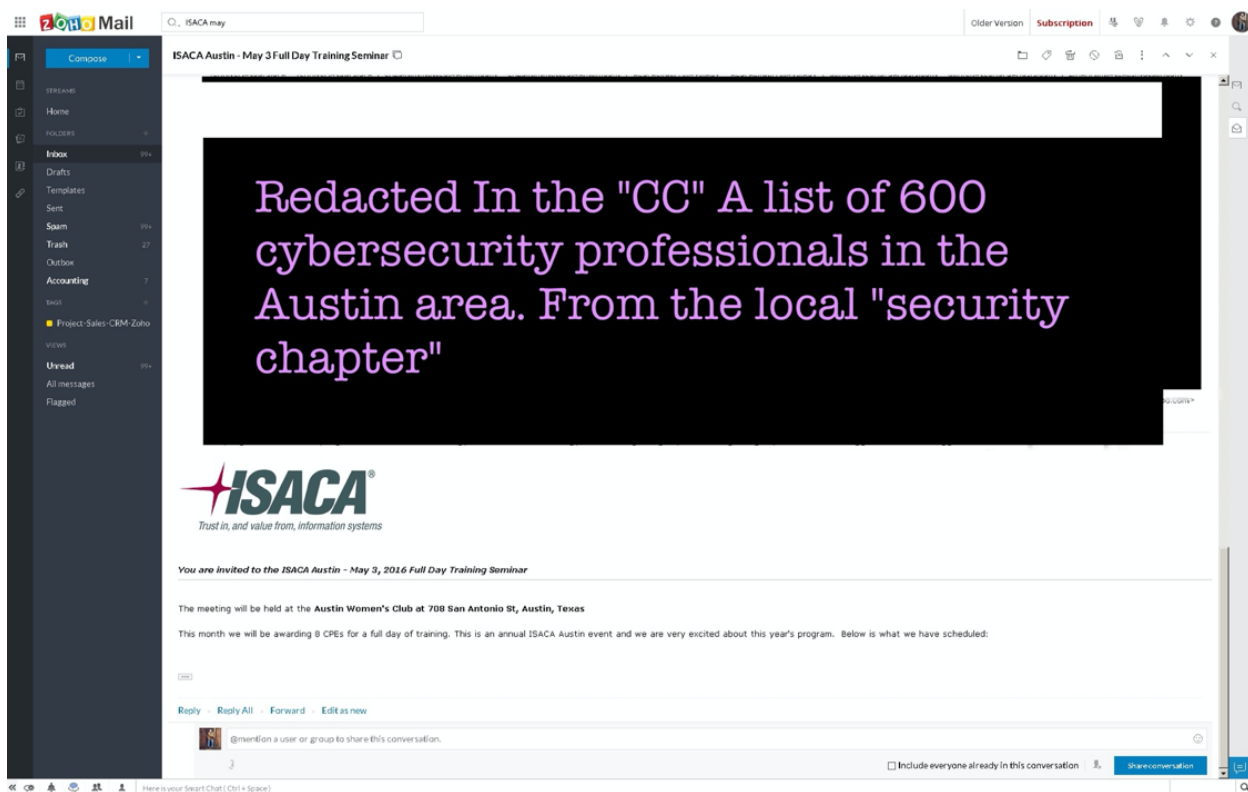 ZOHO Mail
ISACA may
Older Version
Subscription
Compose
ISACA Austin - May 3 Full Day Training Seminar
STREAMS
Home
FOLDERS
Inbox 99+
Drafts
Templates
Sent
Spam 99+
Trash 27
Outbox
Accounting 7
TAGS
Project-Sales-CRM-Zoho
VIEWS
Unread 99+
All messages
Flagged
Redacted In the "CC" A list of 600
cybersecurity professionals in the
Austin area. From the local "security
chapter"
ISACA®
Trust in, and value from, information systems
You are invited to the ISACA Austin - May 3, 2016 Full Day Training Seminar
The meeting will be held at the Austin Women's Club at 708 San Antonio St, Austin, Texas
This month we will be awarding 8 CPEs for a full day of training. This is an annual ISACA Austin event and we are very excited about this year's program. Below is what we have scheduled:
Reply - Reply All - Forward - Edit as new
@mention a user or group to share this conversation.
Include everyone already in this conversation
Share conversation
Here is your Smart Chat ( Ctrl + Space)